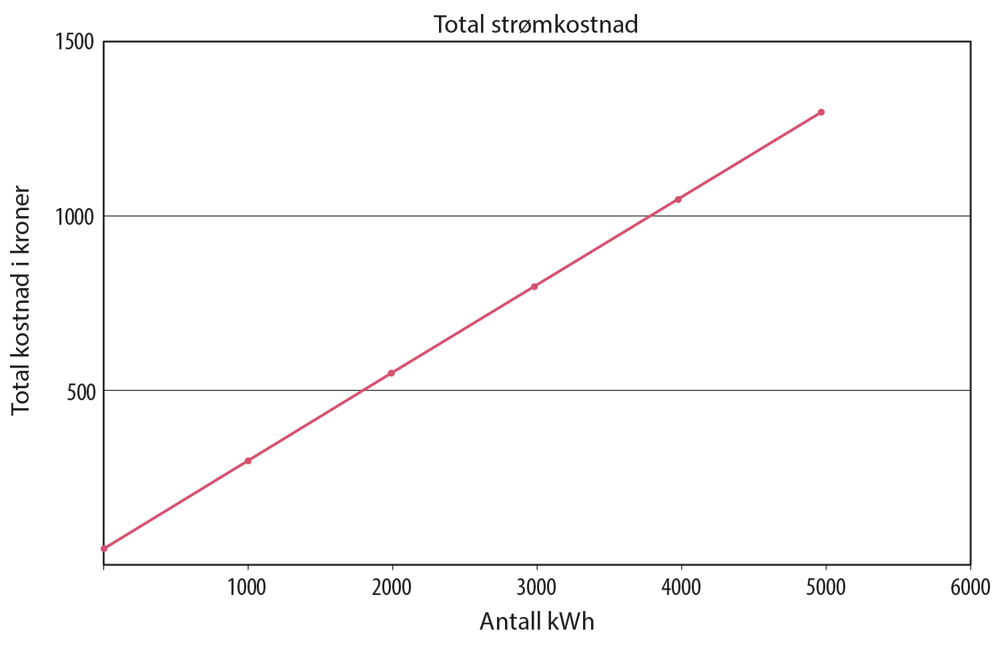 Total strømkostnad
1500
1000
500
Total kostnad i kroner
1000 2000 3000 4000 5000 6000
Antall kWh